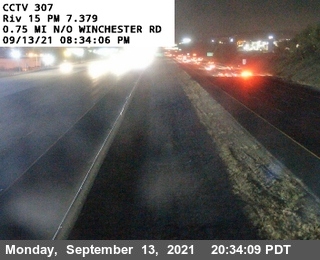 CCTV 307
Riv 15 PM 7.379
0.75 MI N/O WINCHESTER RD
09/13/21 08:34:06 PM
Monday, September 13, 2021 20:34:09 PDT